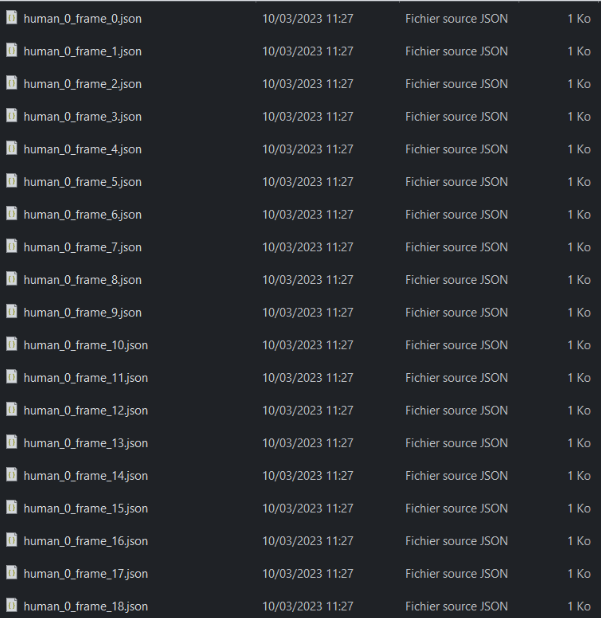 human_0_frame_0.json 10/03/2023 11:27 Fichier source JSON 1 Ko
human_0_frame_1.json 10/03/2023 11:27 Fichier source JSON 1 Ko
human_0_frame_2.json 10/03/2023 11:27 Fichier source JSON 1 Ko
human_0_frame_3.json 10/03/2023 11:27 Fichier source JSON 1 Ko
human_0_frame_4.json 10/03/2023 11:27 Fichier source JSON 1 Ko
human_0_frame_5.json 10/03/2023 11:27 Fichier source JSON 1 Ko
human_0_frame_6.json 10/03/2023 11:27 Fichier source JSON 1 Ko
human_0_frame_7.json 10/03/2023 11:27 Fichier source JSON 1 Ko
human_0_frame_8.json 10/03/2023 11:27 Fichier source JSON 1 Ko
human_0_frame_9.json 10/03/2023 11:27 Fichier source JSON 1 Ko
human_0_frame_10.json 10/03/2023 11:27 Fichier source JSON 1 Ko
human_0_frame_11.json 10/03/2023 11:27 Fichier source JSON 1 Ko
human_0_frame_12.json 10/03/2023 11:27 Fichier source JSON 1 Ko
human_0_frame_13.json 10/03/2023 11:27 Fichier source JSON 1 Ko
human_0_frame_14.json 10/03/2023 11:27 Fichier source JSON 1 Ko
human_0_frame_15.json 10/03/2023 11:27 Fichier source JSON 1 Ko
human_0_frame_16.json 10/03/2023 11:27 Fichier source JSON 1 Ko
human_0_frame_17.json 10/03/2023 11:27 Fichier source JSON 1 Ko
human_0_frame_18.json 10/03/2023 11:27 Fichier source JSON 1 Ko